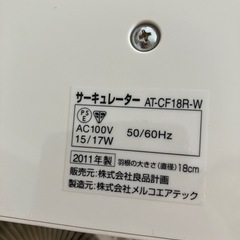 サーキュレーター AT-CF18R-W
PS
E
AC100V 50/60Hz
15/17W
2011年製 羽根の大きさ(直径)18cm
販売元:株式会社良品計画
製造元:株式会社メルコエアテック